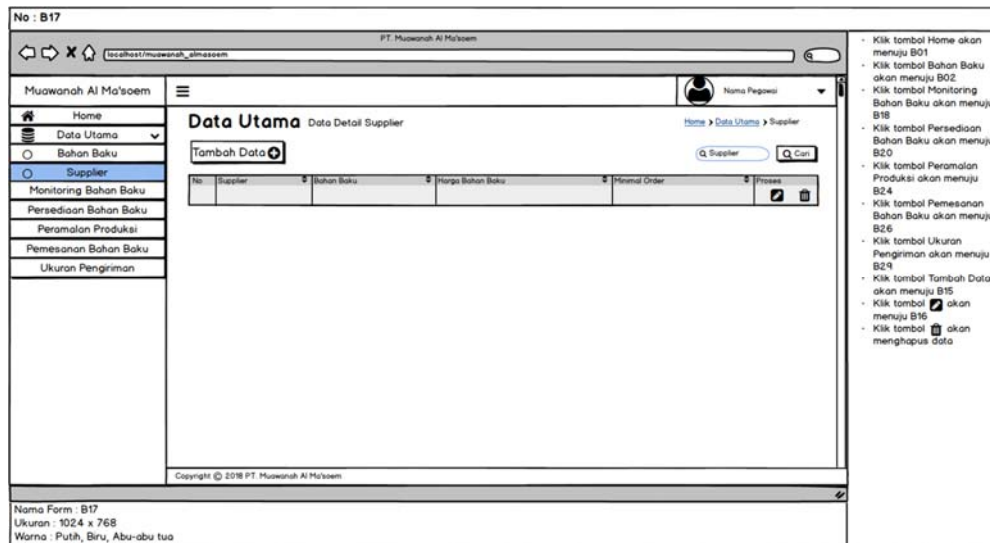 No : B17
PT. Muawanah Al Ma'soem
localhost/muawanah_almasoem
Muawanah Al Ma'soem
Nama Pegawai
Home
Data Utama
Bahan Baku
Supplier
Monitoring Bahan Baku
Persediaan Bahan Baku
Peramalan Produksi
Pemesanan Bahan Baku
Ukuran Pengiriman
Data Utama Data Detail Supplier
Home > Data Utama > Supplier
Tambah Data
Supplier
Cari
No Supplier Bahan Baku Harga Bahan Baku Minimal Order Proses
Copyright © 2018 PT. Muawanah Al Ma'soem
- Klik tombol Home akan
menuju B01
- Klik tombol Bahan Baku
akan menuju B02
- Klik tombol Monitoring
Bahan Baku akan menuju
B18
- Klik tombol Persediaan
Bahan Baku akan menuju
B20
- Klik tombol Peramalan
Produksi akan menuju
B24
- Klik tombol Pemesanan
Bahan Baku akan menuju
B26
- Klik tombol Ukuran
Pengiriman akan menuju
B29
- Klik tombol Tambah Data
akan menuju B15
- Klik tombol akan
menuju B16
- Klik tombol akan
menghapus data
Nama Form : B17
Ukuran : 1024 x 768
Warna : Putih, Biru, Abu-abu tua